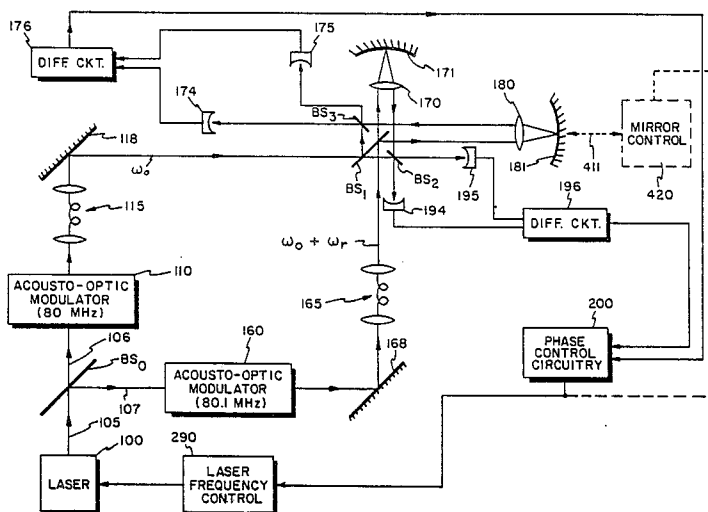 176
DIFF CKT.
175
171
170
174
BS3
180
181
411
MIRROR
CONTROL
420
118
ωo
BS1
BS2
195
194
196
DIFF. CKT.
115
ωo + ωr
110
ACOUSTO-OPTIC
MODULATOR
(80 MHz)
165
106
BSo
160
ACOUSTO-OPTIC
MODULATOR
(80.1 MHz)
168
200
PHASE
CONTROL
CIRCUITRY
107
105
100
LASER
290
LASER
FREQUENCY
CONTROL